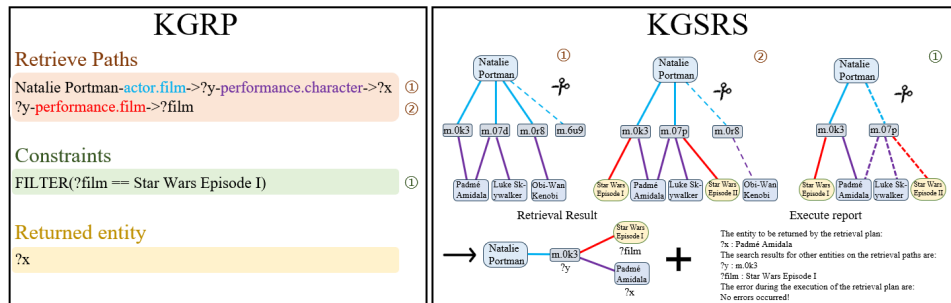 KGRP
Retrieve Paths
Natalie Portman-actor.film->?y-performance.character->?x ①
?y-performance.film->?film ②
Constraints
FILTER(?film == Star Wars Episode I) ①
Returned entity
?x
KGSRS
①
Natalie
Portman
m.0k3 m.07d m.0r8 m.6u9
Padmé
Amidala
Luke Sk-
ywalker
Obi-Wan
Kenobi
②
Natalie
Portman
m.0k3 m.07p m.0r8
Star Wars
Episode I
Padmé
Amidala
Luke Sk-
ywalker
Star Wars
Episode II
Obi-Wan
Kenobi
①
Natalie
Portman
m.0k3 m.07p
Star Wars
Episode I
Padmé
Amidala
Luke Sk-
ywalker
Star Wars
Episode II
Retrieval Result
Natalie
Portman
m.0k3
?y
Star Wars
Episode I
?film
Padmé
Amidala
?x
Execute report
The entity to be returned by the retrieval plan:
?x : Padmé Amidala
The search results for other entities on the retrieval paths are:
?y : m.0k3
?film : Star Wars Episode I
The error during the execution of the retrieval plan are:
No errors occurred!